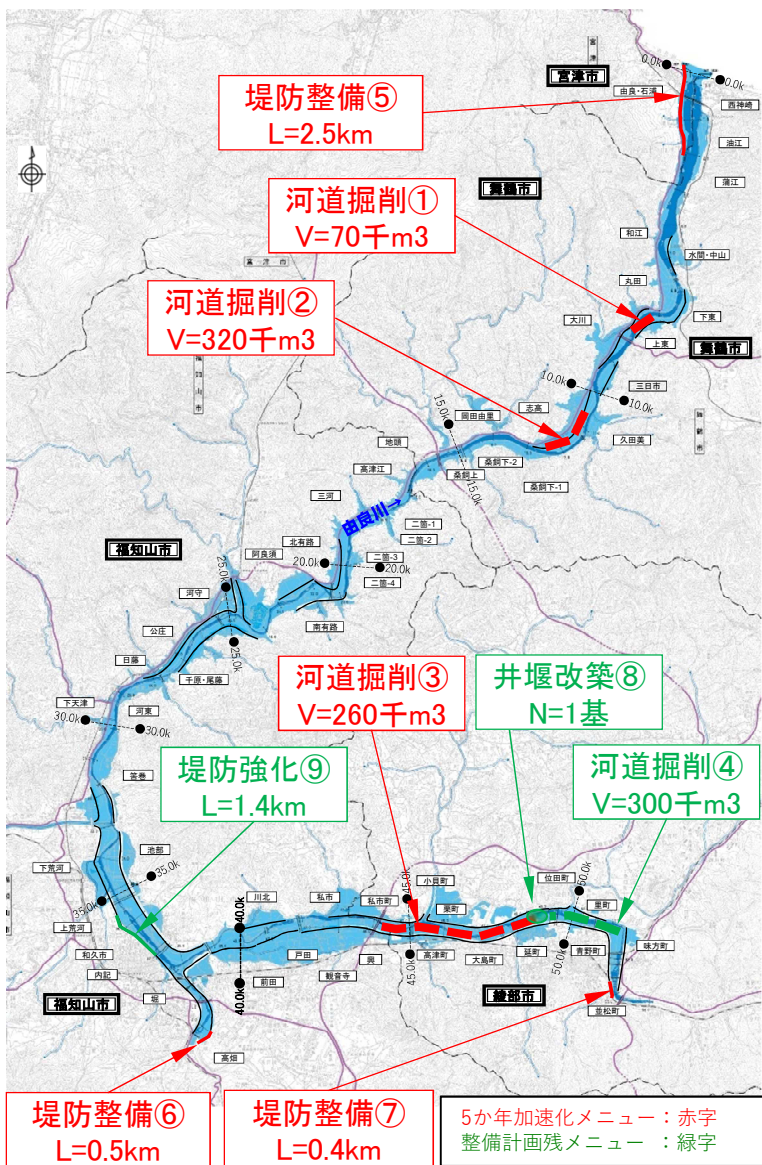 宮津市
0.0k
0.0k
堤防整備⑤
L=2.5km
由良・石浦
西神崎
油江
蒲江
舞鶴市
河道掘削①
V=70千m3
和江
水間・中山
丸田
河道掘削②
V=320千m3
大川
下東
上東
舞鶴市
10.0k
10.0k
三日市
15.0k
15.0k
岡田由里
志高
久田美
地頭
桑飼上
桑飼下-2
桑飼下-1
高津江
三河
由良川→
二箇-1
二箇-2
北有路
福知山市
阿良須
20.0k
20.0k
二箇-3
二箇-4
25.0k
25.0k
河守
南有路
公庄
日藤
千原・尾藤
河道掘削③
V=260千m3
井堰改築⑧
N=1基
下天津
30.0k
30.0k
河東
堤防強化⑨
L=1.4km
河道掘削④
V=300千m3
筈巻
池部
下荒河
35.0k
35.0k
川北
私市
私市町
45.0k
45.0k
小貝町
栗町
位田町
50.0k
50.0k
里町
上荒河
40.0k
40.0k
和久市
内記
戸田
観音寺
興
高津町
大島町
延町
青野町
味方町
堀
前田
福知山市
綾部市
並松町
高畑
堤防整備⑥
L=0.5km
堤防整備⑦
L=0.4km
5か年加速化メニュー：赤字
整備計画残メニュー ：緑字